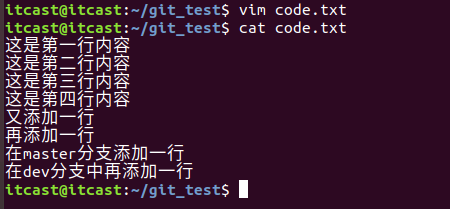 itcast@itcast:~/git_test$ vim code.txt
itcast@itcast:~/git_test$ cat code.txt
这是第一行内容
这是第二行内容
这是第三行内容
这是第四行内容
又添加一行
再添加一行
在master分支添加一行
在dev分支中再添加一行
itcast@itcast:~/git_test$